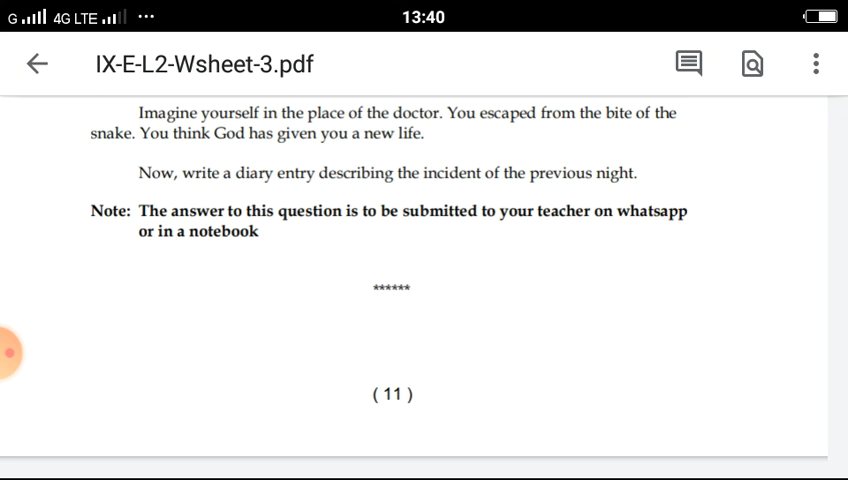 G 4G LTE ... 13:40
IX-E-L2-Wsheet-3.pdf
Imagine yourself in the place of the doctor. You escaped from the bite of the
snake. You think God has given you a new life.
Now, write a diary entry describing the incident of the previous night.
Note: The answer to this question is to be submitted to your teacher on whatsapp
or in a notebook
******
( 11 )